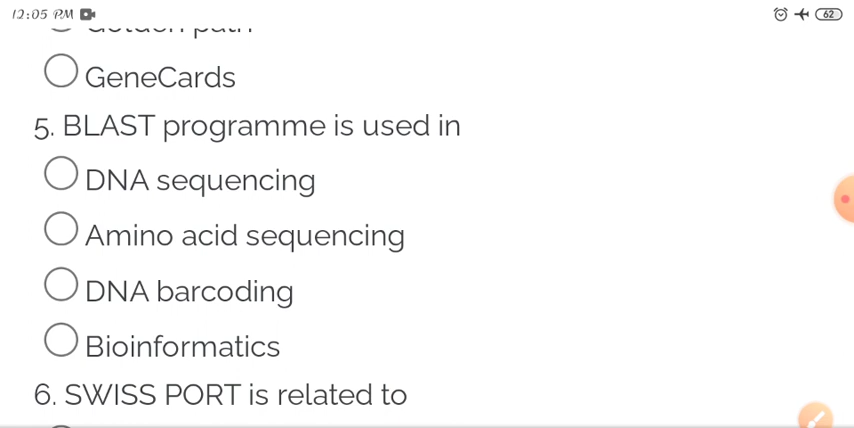 12:05 PM
62
GeneCards
5. BLAST programme is used in
DNA sequencing
Amino acid sequencing
DNA barcoding
Bioinformatics
6. SWISS PORT is related to